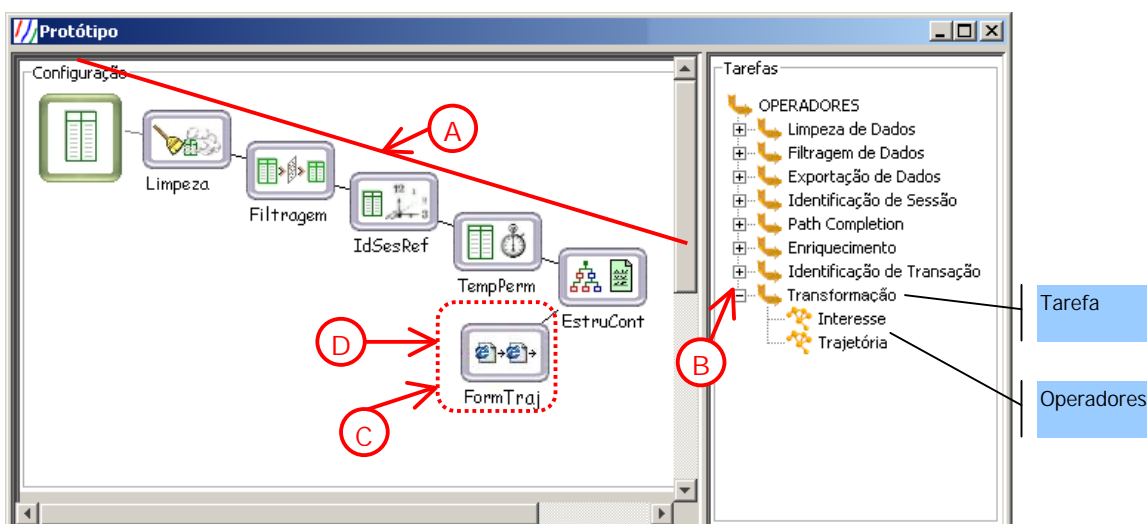 Protótipo
Configuração
Limpeza
Filtragem
IdSesRef
TempPerm
EstruCont
FormTraj
A
D
C
B
Tarefas
OPERADORES
Limpeza de Dados
Filtragem de Dados
Exportação de Dados
Identificação de Sessão
Path Completion
Enriquecimento
Identificação de Transação
Transformação
Interesse
Trajetória
Tarefa
Operadores